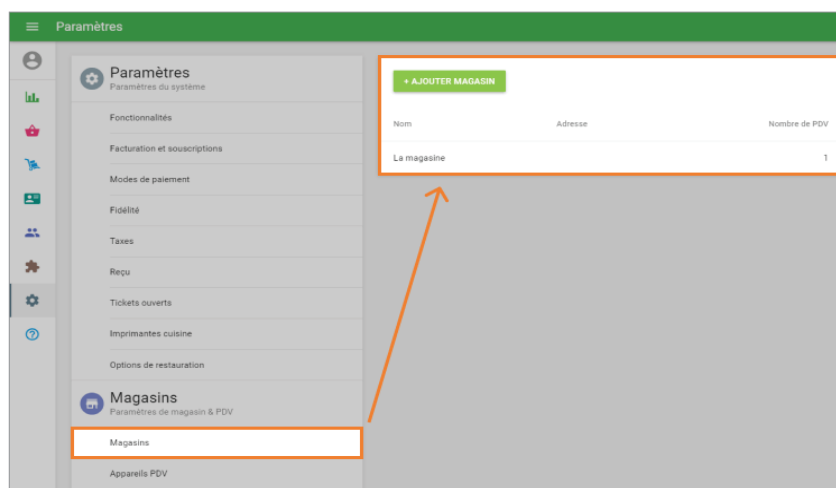 Paramètres
Paramètres
Paramètres du système
Fonctionnalités
Facturation et souscriptions
Modes de paiement
Fidélité
Taxes
Reçu
Tickets ouverts
Imprimantes cuisine
Options de restauration
Magasins
Paramètres de magasin & PDV
Magasins
Appareils PDV
+ AJOUTER MAGASIN
Nom Adresse Nombre de PDV
La magasine 1